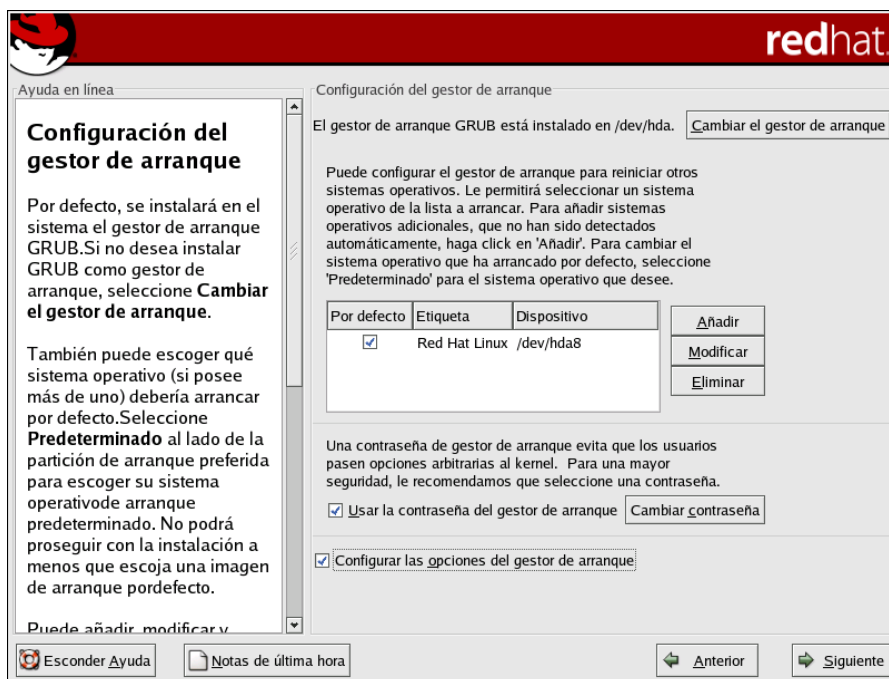 redhat.
Ayuda en línea
Configuración del
gestor de arranque
Por defecto, se instalará en el
sistema el gestor de arranque
GRUB.Si no desea instalar
GRUB como gestor de
arranque, seleccione Cambiar
el gestor de arranque.
También puede escoger qué
sistema operativo (si posee
más de uno) debería arrancar
por defecto.Seleccione
Predeterminado al lado de la
partición de arranque preferida
para escoger su sistema
operativode arranque
predeterminado. No podrá
proseguir con la instalación a
menos que escoja una imagen
de arranque pordefecto.
Puede añadir, modificar y
Configuración del gestor de arranque
El gestor de arranque GRUB está instalado en /dev/hda. Cambiar el gestor de arranque
Puede configurar el gestor de arranque para reiniciar otros
sistemas operativos. Le permitirá seleccionar un sistema
operativo de la lista a arrancar. Para añadir sistemas
operativos adicionales, que no han sido detectados
automáticamente, haga click en 'Añadir'. Para cambiar el
sistema operativo que ha arrancado por defecto, seleccione
'Predeterminado' para el sistema operativo que desee.
Por defecto Etiqueta Dispositivo
Red Hat Linux /dev/hda8
Añadir
Modificar
Eliminar
Una contraseña de gestor de arranque evita que los usuarios
pasen opciones arbitrarias al kernel. Para una mayor
seguridad, le recomendamos que seleccione una contraseña.
Usar la contraseña del gestor de arranque Cambiar contraseña
Configurar las opciones del gestor de arranque
Esconder Ayuda Notas de última hora Anterior Siguiente